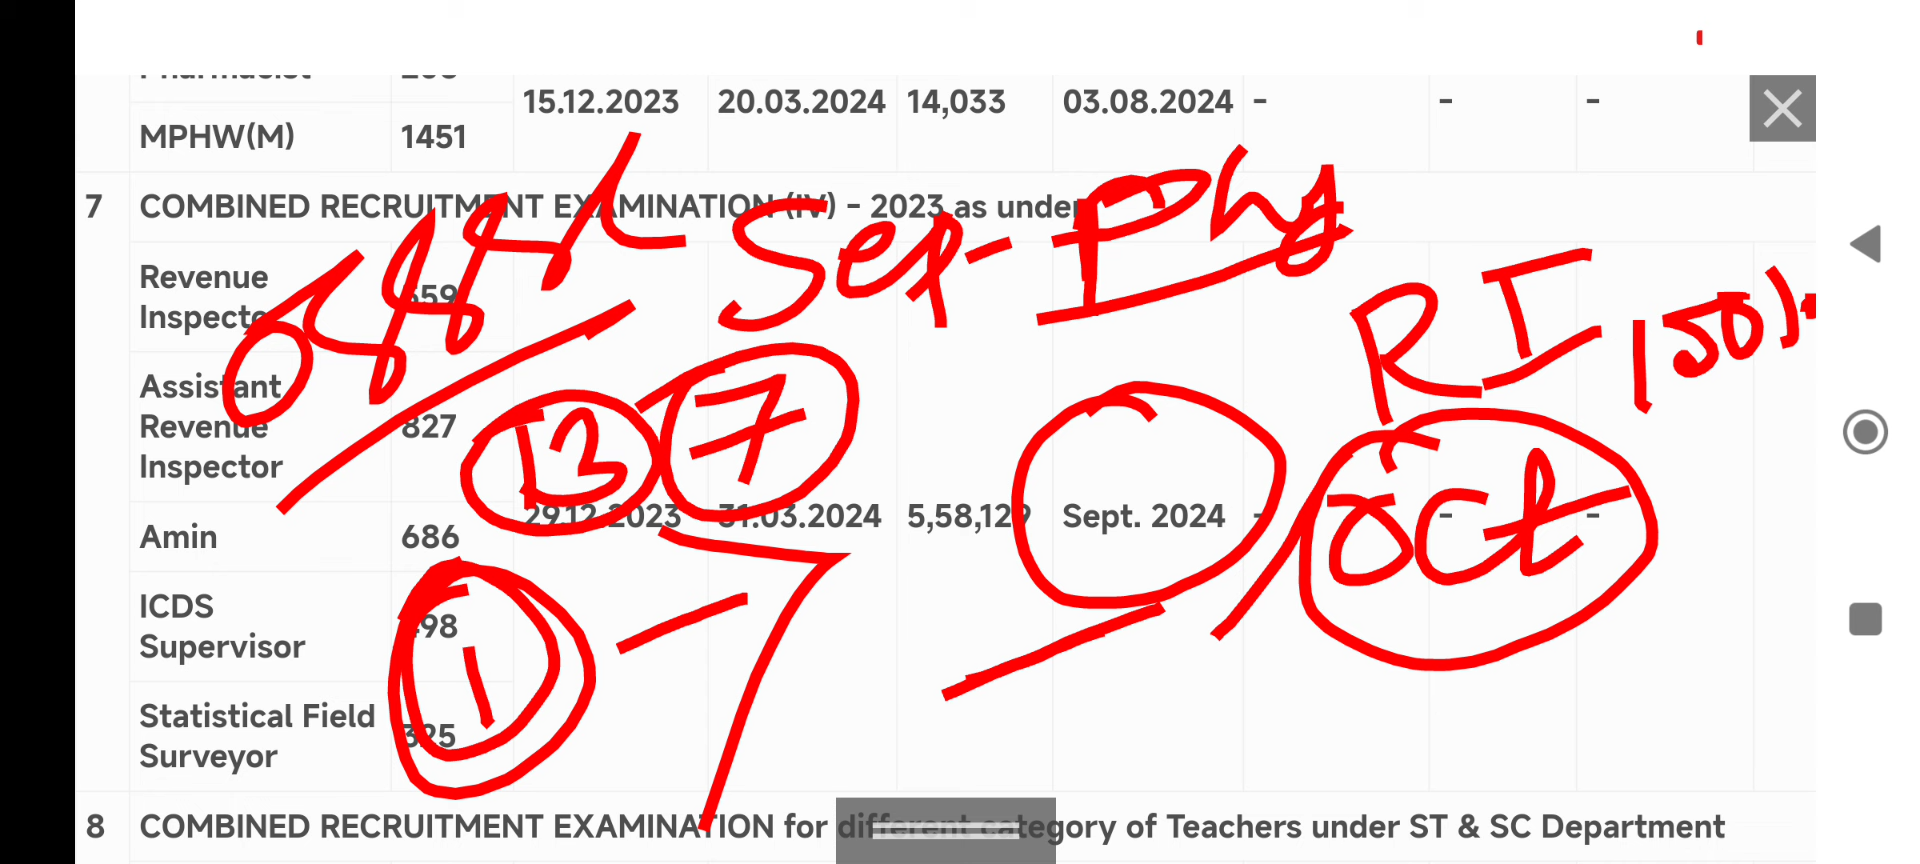 15.12.2023 20.03.2024 14,033 03.08.2024 - - -
MPHW(M) 1451
7 COMBINED RECRUITMENT EXAMINATION (IV) - 2023 as under
Sep - Phy
Revenue
Inspector
RI (150)
Assistant
Revenue 827
Inspector
13 7
29.12.2023 31.03.2024 5,58,129 Sept. 2024 - - -
Oct
Amin 686
ICDS
Supervisor
1
Statistical Field
Surveyor 325
8 COMBINED RECRUITMENT EXAMINATION for different category of Teachers under ST & SC Department